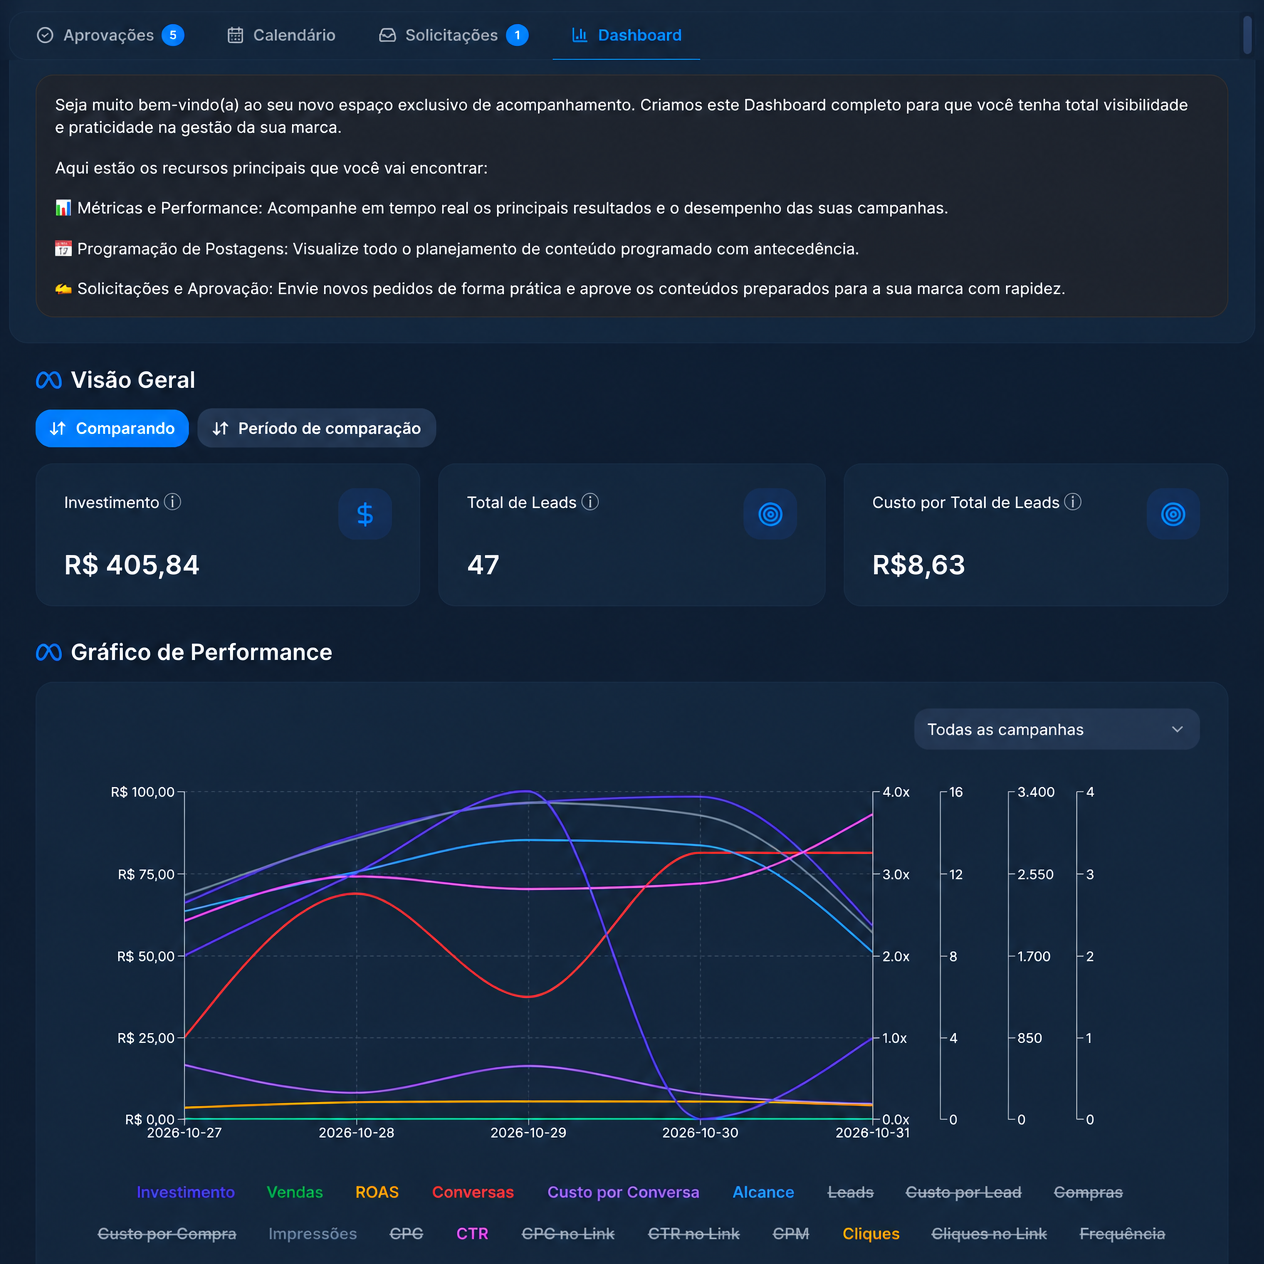 Aprovações 5 Calendário Solicitações 1 Dashboard
Seja muito bem-vindo(a) ao seu novo espaço exclusivo de acompanhamento. Criamos este Dashboard completo para que você tenha total visibilidade
e praticidade na gestão da sua marca.
Aqui estão os recursos principais que você vai encontrar:
📊 Métricas e Performance: Acompanhe em tempo real os principais resultados e o desempenho das suas campanhas.
📅 Programação de Postagens: Visualize todo o planejamento de conteúdo programado com antecedência.
✍️ Solicitações e Aprovação: Envie novos pedidos de forma prática e aprove os conteúdos preparados para a sua marca com rapidez.
Visão Geral
Comparando Período de comparação
Investimento ⓘ
R$ 405,84
Total de Leads ⓘ
47
Custo por Total de Leads ⓘ
R$8,63
Gráfico de Performance
Todas as campanhas
R$ 100,00 4.0x 16 3.400 4
R$ 75,00 3.0x 12 2.550 3
R$ 50,00 2.0x 8 1.700 2
R$ 25,00 1.0x 4 850 1
R$ 0,00 0.0x 0 0 0
2026-10-27 2026-10-28 2026-10-29 2026-10-30 2026-10-31
Investimento Vendas ROAS Conversas Custo por Conversa Alcance Leads Custo por Lead Compras
Custo por Compra Impressões CPC CTR CPC no Link CTR no Link CPM Cliques Cliques no Link Frequência